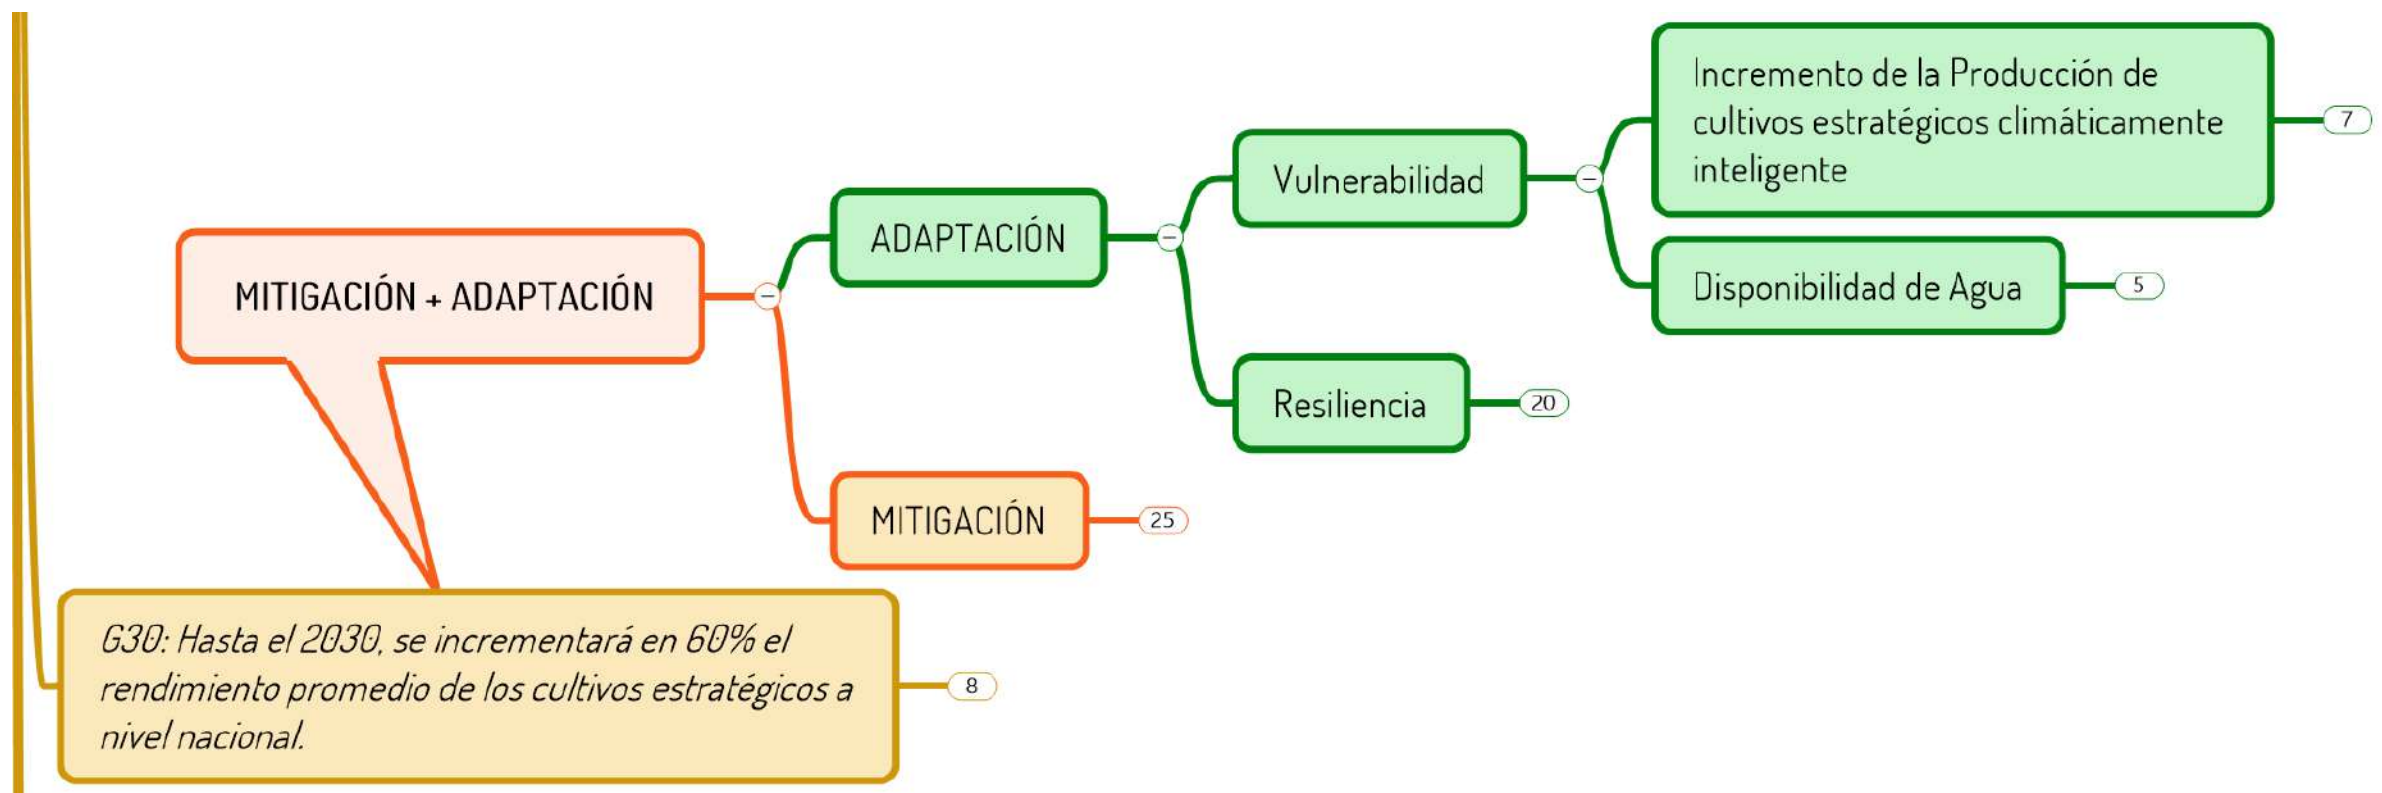 Incremento de la Producción de
cultivos estratégicos climáticamente
inteligente
7
Vulnerabilidad
ADAPTACIÓN
MITIGACIÓN + ADAPTACIÓN
Disponibilidad de Agua
5
Resiliencia
20
MITIGACIÓN
25
G30: Hasta el 2030, se incrementará en 60% el
rendimiento promedio de los cultivos estratégicos a
nivel nacional.
8